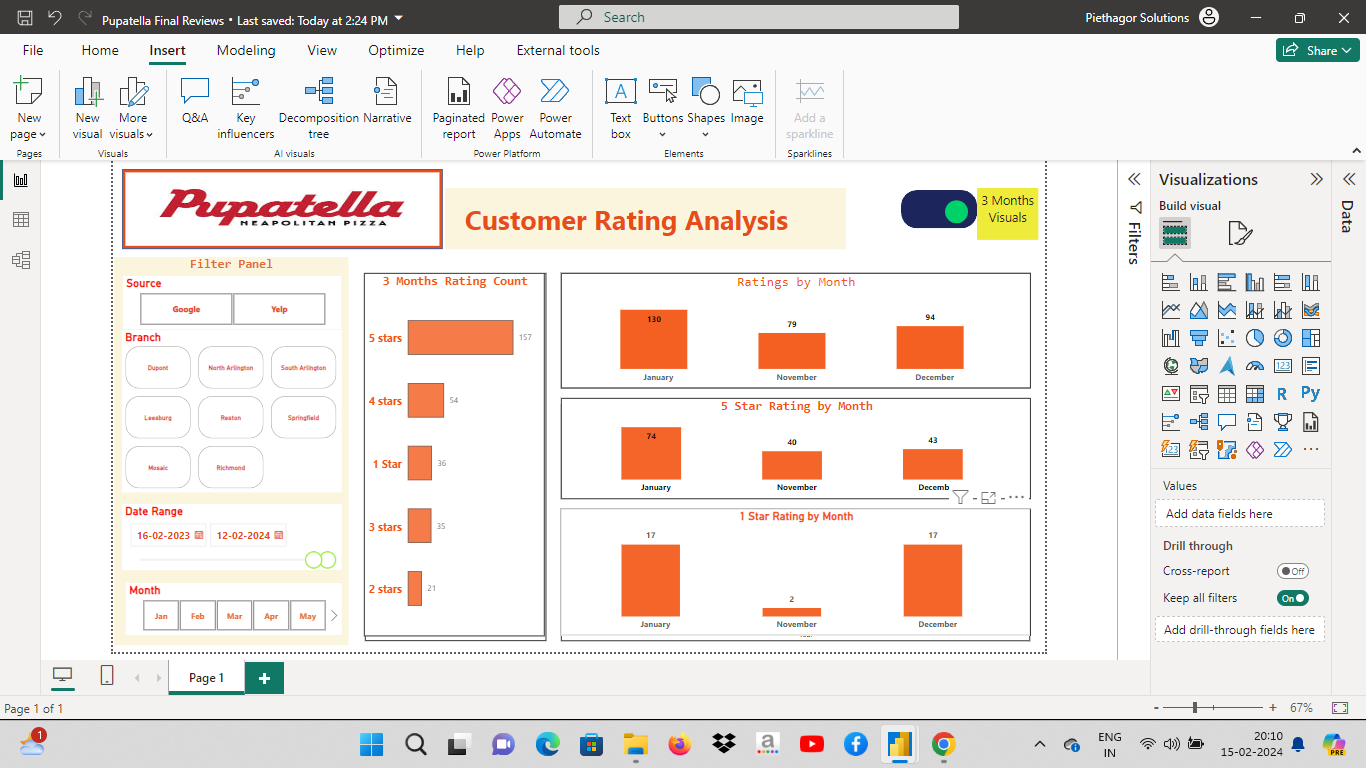 Pupatella Final Reviews • Last saved: Today at 2:24 PM
Search
Piethagor Solutions
File Home Insert Modeling View Optimize Help External tools
Share
New page
New visual
More visuals
Q&A
Key influencers
Decomposition tree
Narrative
Paginated report
Power Apps
Power Automate
Text box
Buttons
Shapes
Image
Add a sparkline
Pages
Visuals
AI visuals
Power Platform
Elements
Sparklines
Pupatella
NEAPOLITAN PIZZA
Customer Rating Analysis
3 Months
Visuals
Filter Panel
Source
Google Yelp
Branch
Dupont North Arlington South Arlington
Leesburg Reston Springfield
Mosaic Richmond
Date Range
16-02-2023 12-02-2024
Month
Jan Feb Mar Apr May
3 Months Rating Count
5 stars 157
4 stars 54
1 Star 36
3 stars 35
2 stars 21
Ratings by Month
130 79 94
January November December
5 Star Rating by Month
74 40 43
January November Decemb
1 Star Rating by Month
17 2 17
January November December
Filters
Visualizations
Build visual
123
R Py
123
Values
Add data fields here
Drill through
Cross-report Off
Keep all filters On
Add drill-through fields here
Data
Page 1
Page 1 of 1
- + 67%
1
a
ENG
IN
20:10
15-02-2024
PRE